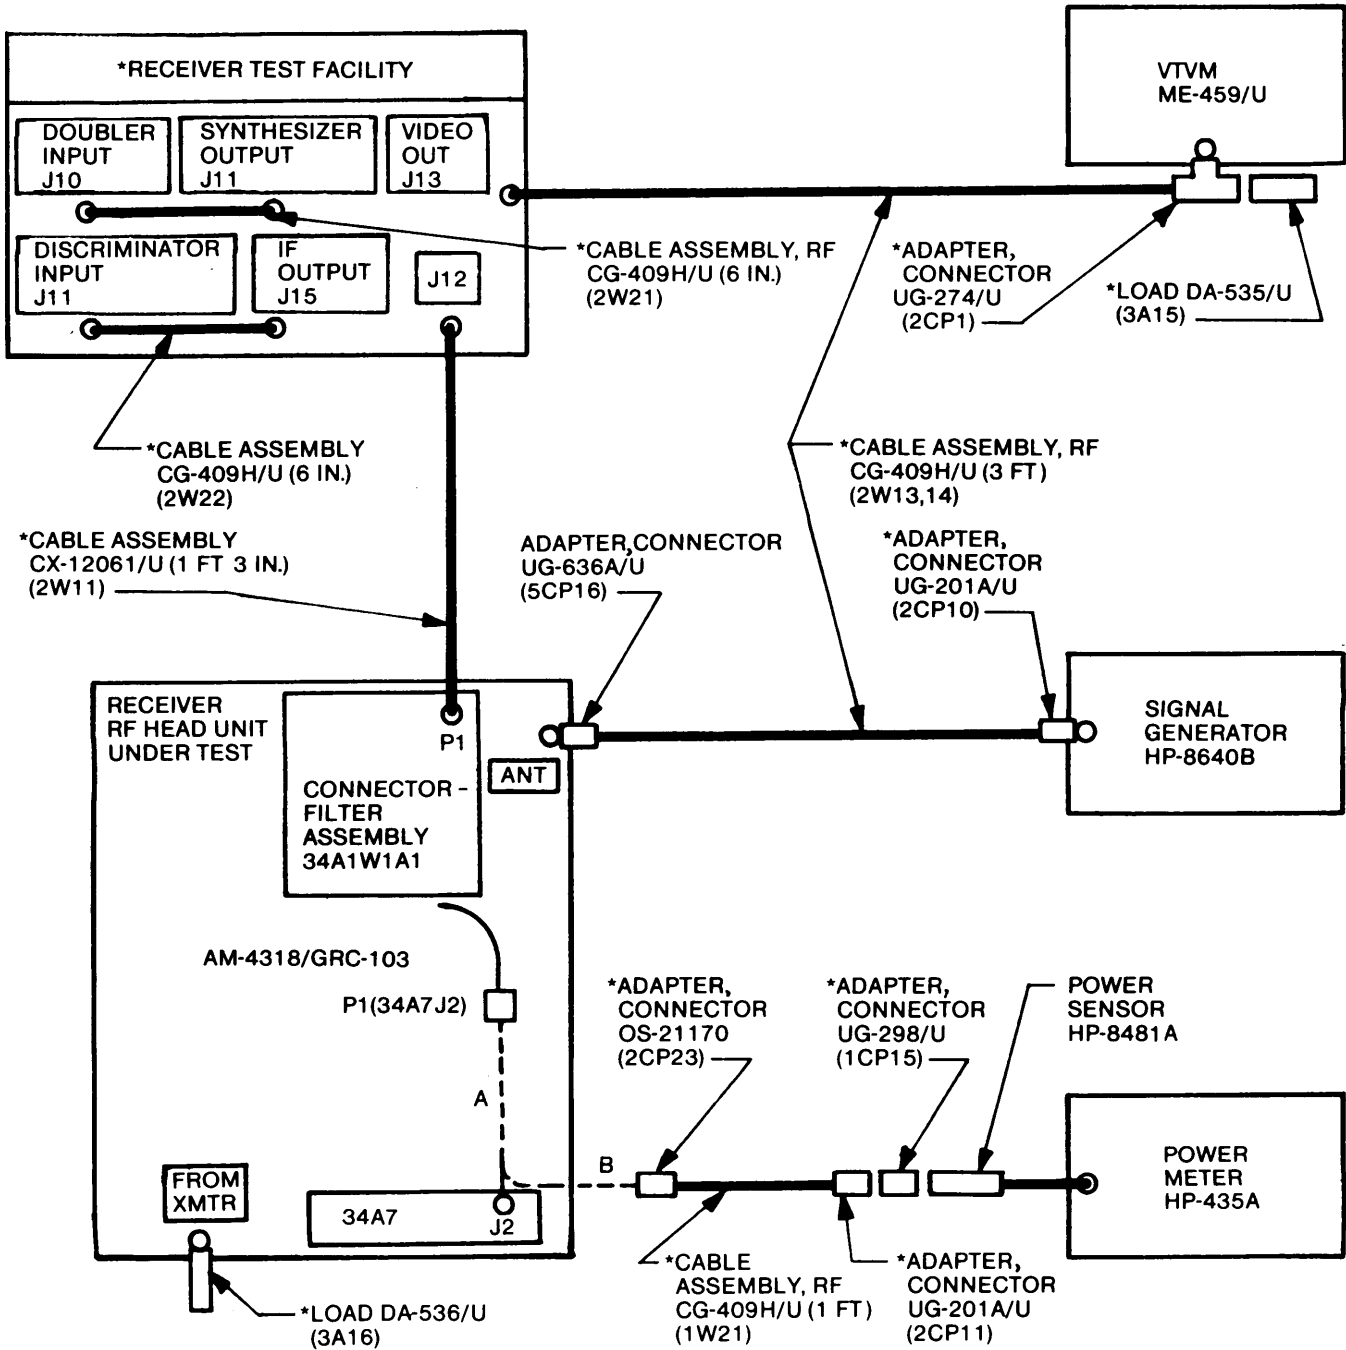 *RECEIVER TEST FACILITY
DOUBLER
INPUT
J10
SYNTHESIZER
OUTPUT
J11
VIDEO
OUT
J13
DISCRIMINATOR
INPUT
J11
IF
OUTPUT
J15
J12
VTVM
ME-459/U
*CABLE ASSEMBLY, RF
CG-409H/U (6 IN.)
(2W21)
*ADAPTER,
CONNECTOR
UG-274/U
(2CP1)
*LOAD DA-535/U
(3A15)
*CABLE ASSEMBLY
CG-409H/U (6 IN.)
(2W22)
*CABLE ASSEMBLY, RF
CG-409H/U (3 FT)
(2W13,14)
*CABLE ASSEMBLY
CX-12061/U (1 FT 3 IN.)
(2W11)
ADAPTER,CONNECTOR
UG-636A/U
(5CP16)
*ADAPTER,
CONNECTOR
UG-201A/U
(2CP10)
RECEIVER
RF HEAD UNIT
UNDER TEST
P1
CONNECTOR -
FILTER
ASSEMBLY
34A1W1A1
ANT
SIGNAL
GENERATOR
HP-8640B
AM-4318/GRC-103
P1(34A7J2)
A
B
*ADAPTER,
CONNECTOR
OS-21170
(2CP23)
*ADAPTER,
CONNECTOR
UG-298/U
(1CP15)
POWER
SENSOR
HP-8481A
POWER
METER
HP-435A
FROM
XMTR
34A7
J2
*LOAD DA-536/U
(3A16)
*CABLE
ASSEMBLY, RF
CG-409H/U (1 FT)
(1W21)
*ADAPTER,
CONNECTOR
UG-201A/U
(2CP11)